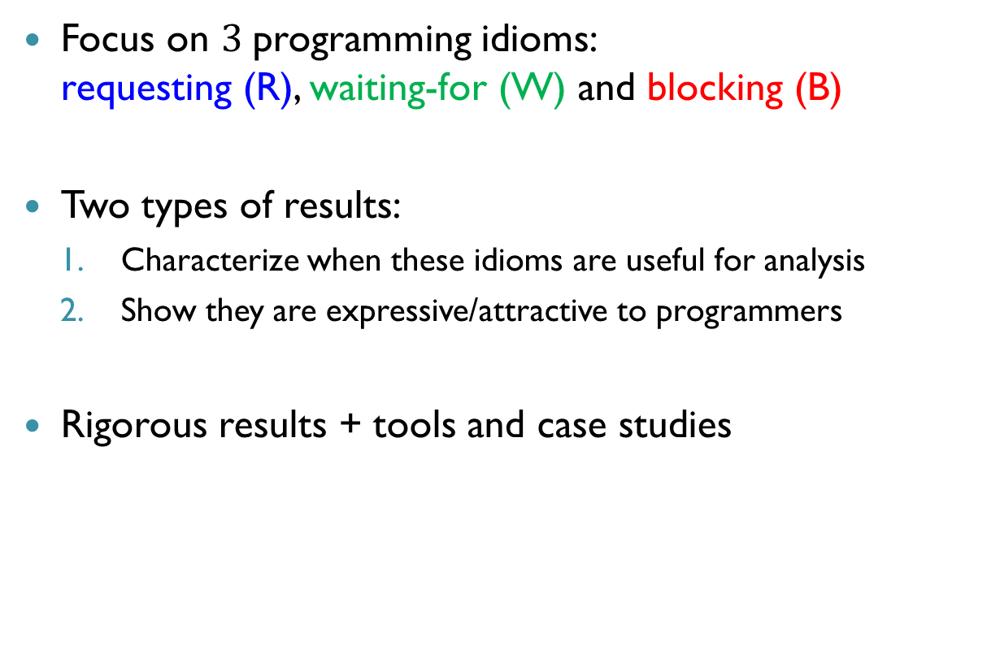 • Focus on 3 programming idioms:
requesting (R), waiting-for (W) and blocking (B)
• Two types of results:
1. Characterize when these idioms are useful for analysis
2. Show they are expressive/attractive to programmers
• Rigorous results + tools and case studies